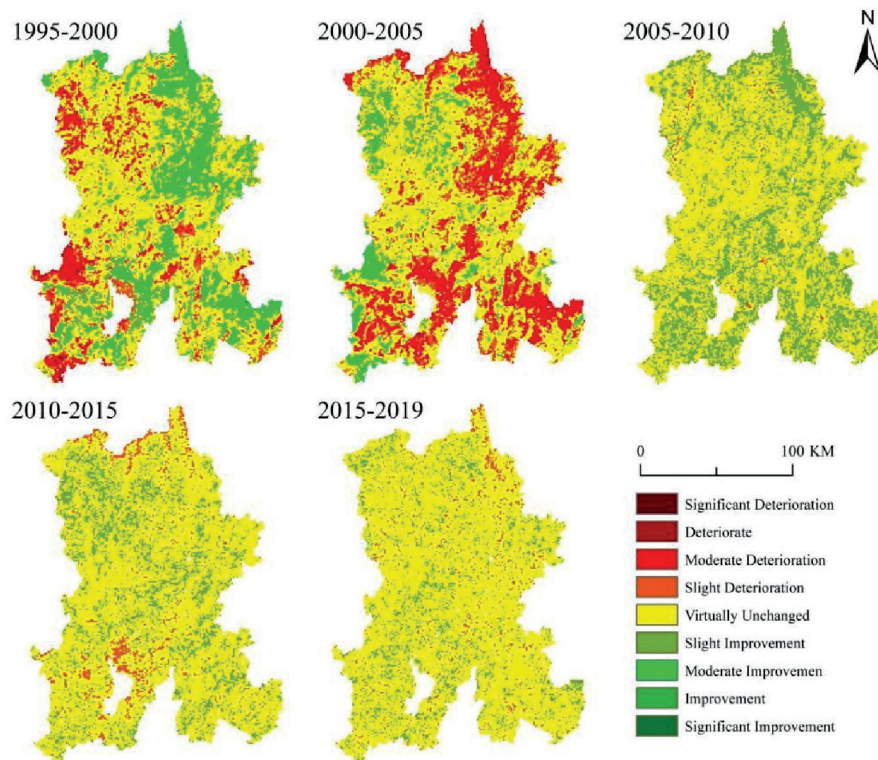 1995-2000
2000-2005
2005-2010
N
2010-2015
2015-2019
0
100 KM
Significant Deterioration
Deteriorate
Moderate Deterioration
Slight Deterioration
Virtually Unchanged
Slight Improvement
Moderate Improvemen
Improvement
Significant Improvement